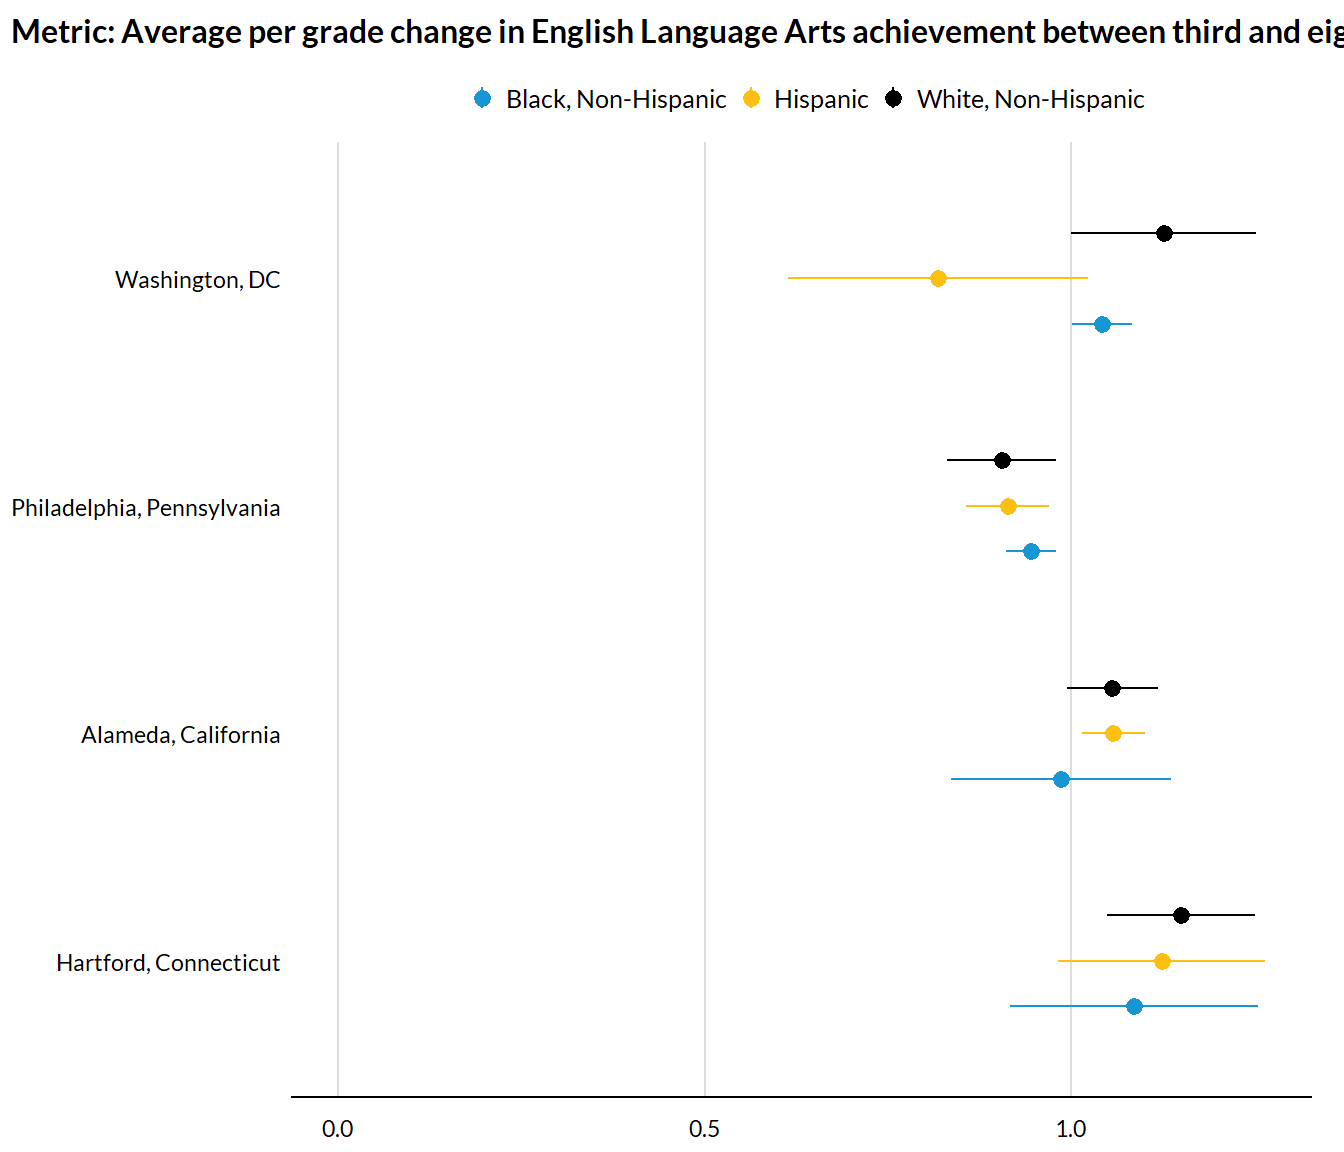 Metric: Average per grade change in English Language Arts achievement between third and
Black, Non-Hispanic Hispanic White, Non-Hispanic
Washington, DC
Philadelphia, Pennsylvania
Alameda, California
Hartford, Connecticut
0.0 0.5 1.0